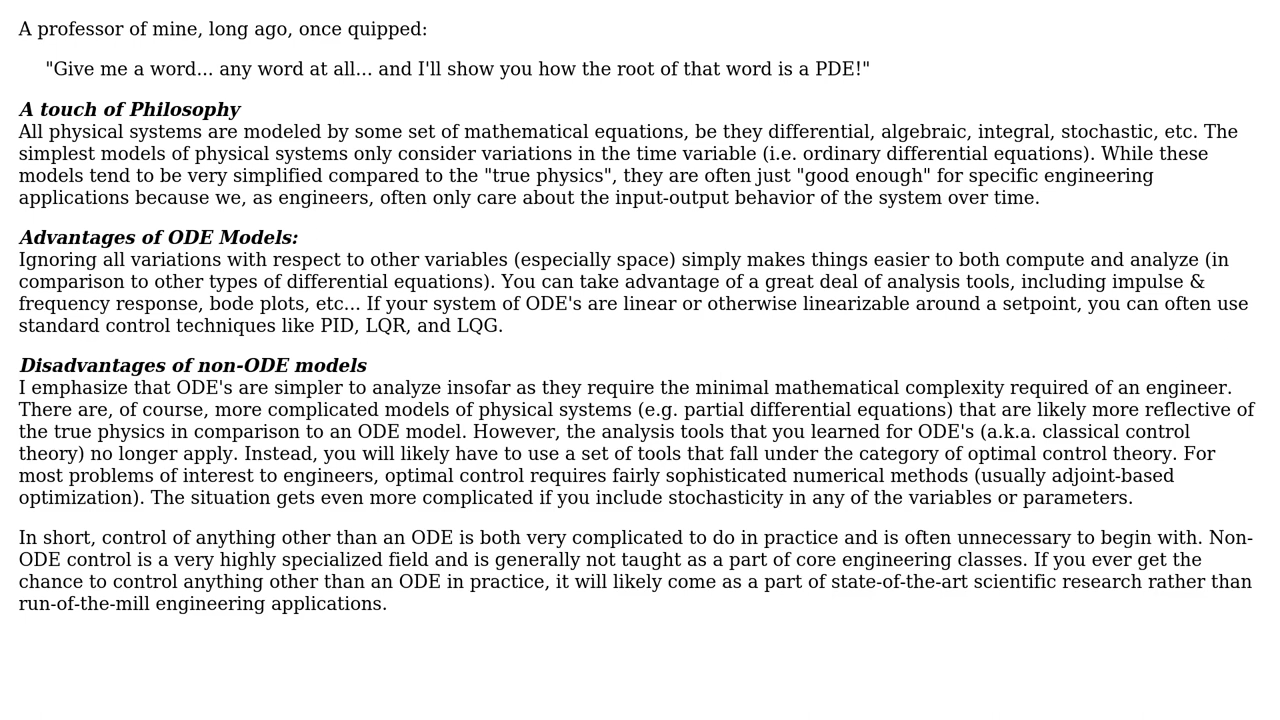 A professor of mine, long ago, once quipped:
"Give me a word... any word at all... and I'll show you how the root of that word is a PDE!"
A touch of Philosophy
All physical systems are modeled by some set of mathematical equations, be they differential, algebraic, integral, stochastic, etc. The
simplest models of physical systems only consider variations in the time variable (i.e. ordinary differential equations). While these
models tend to be very simplified compared to the "true physics", they are often just "good enough" for specific engineering
applications because we, as engineers, often only care about the input-output behavior of the system over time.
Advantages of ODE Models:
Ignoring all variations with respect to other variables (especially space) simply makes things easier to both compute and analyze (in
comparison to other types of differential equations). You can take advantage of a great deal of analysis tools, including impulse &
frequency response, bode plots, etc... If your system of ODE's are linear or otherwise linearizable around a setpoint, you can often use
standard control techniques like PID, LQR, and LQG.
Disadvantages of non-ODE models
I emphasize that ODE's are simpler to analyze insofar as they require the minimal mathematical complexity required of an engineer.
There are, of course, more complicated models of physical systems (e.g. partial differential equations) that are likely more reflective of
the true physics in comparison to an ODE model. However, the analysis tools that you learned for ODE's (a.k.a. classical control
theory) no longer apply. Instead, you will likely have to use a set of tools that fall under the category of optimal control theory. For
most problems of interest to engineers, optimal control requires fairly sophisticated numerical methods (usually adjoint-based
optimization). The situation gets even more complicated if you include stochasticity in any of the variables or parameters.
In short, control of anything other than an ODE is both very complicated to do in practice and is often unnecessary to begin with. Non-
ODE control is a very highly specialized field and is generally not taught as a part of core engineering classes. If you ever get the
chance to control anything other than an ODE in practice, it will likely come as a part of state-of-the-art scientific research rather than
run-of-the-mill engineering applications.